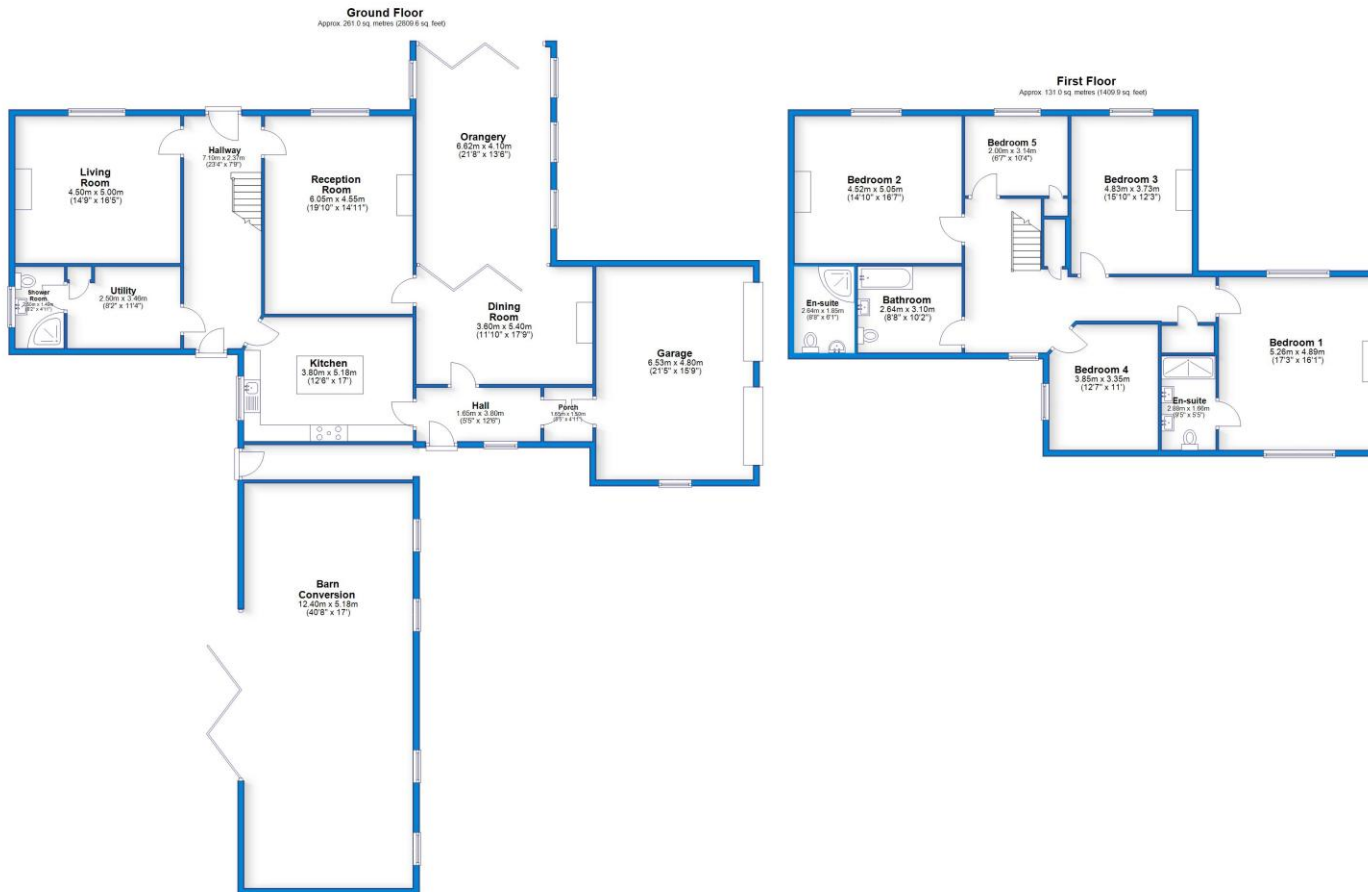 Ground Floor
Approx. 261.0 sq. metres (2809.6 sq. feet)
Living
Room
4.50m x 5.00m
(14'9" x 16'5")
Hallway
7.10m x 2.37m
(23'4" x 7'9")
Reception
Room
6.05m x 4.55m
(19'10" x 14'11")
Orangery
6.62m x 4.10m
(21'8" x 13'6")
Shower
Room
Utility
2.50m x 3.46m
(8'2" x 11'4")
Kitchen
3.80m x 5.18m
(12'6" x 17')
Dining
Room
3.60m x 5.40m
(11'10" x 17'9")
Hall
1.65m x 3.80m
(5'5" x 12'6")
Porch
Garage
6.53m x 4.80m
(21'5" x 15'9")
Barn
Conversion
12.40m x 5.18m
(40'8" x 17')
First Floor
Approx. 131.0 sq. metres (1409.9 sq. feet)
Bedroom 2
4.52m x 5.05m
(14'10" x 16'7")
Bedroom 5
2.00m x 3.14m
(6'7" x 10'4")
Bedroom 3
4.83m x 3.73m
(15'10" x 12'3")
En-suite
2.64m x 1.85m
(8'8" x 6'1")
Bathroom
2.64m x 3.10m
(8'8" x 10'2")
Bedroom 4
3.85m x 3.35m
(12'7" x 11')
En-suite
2.88m x 1.66m
(9'5" x 5'5")
Bedroom 1
5.26m x 4.89m
(17'3" x 16'1")